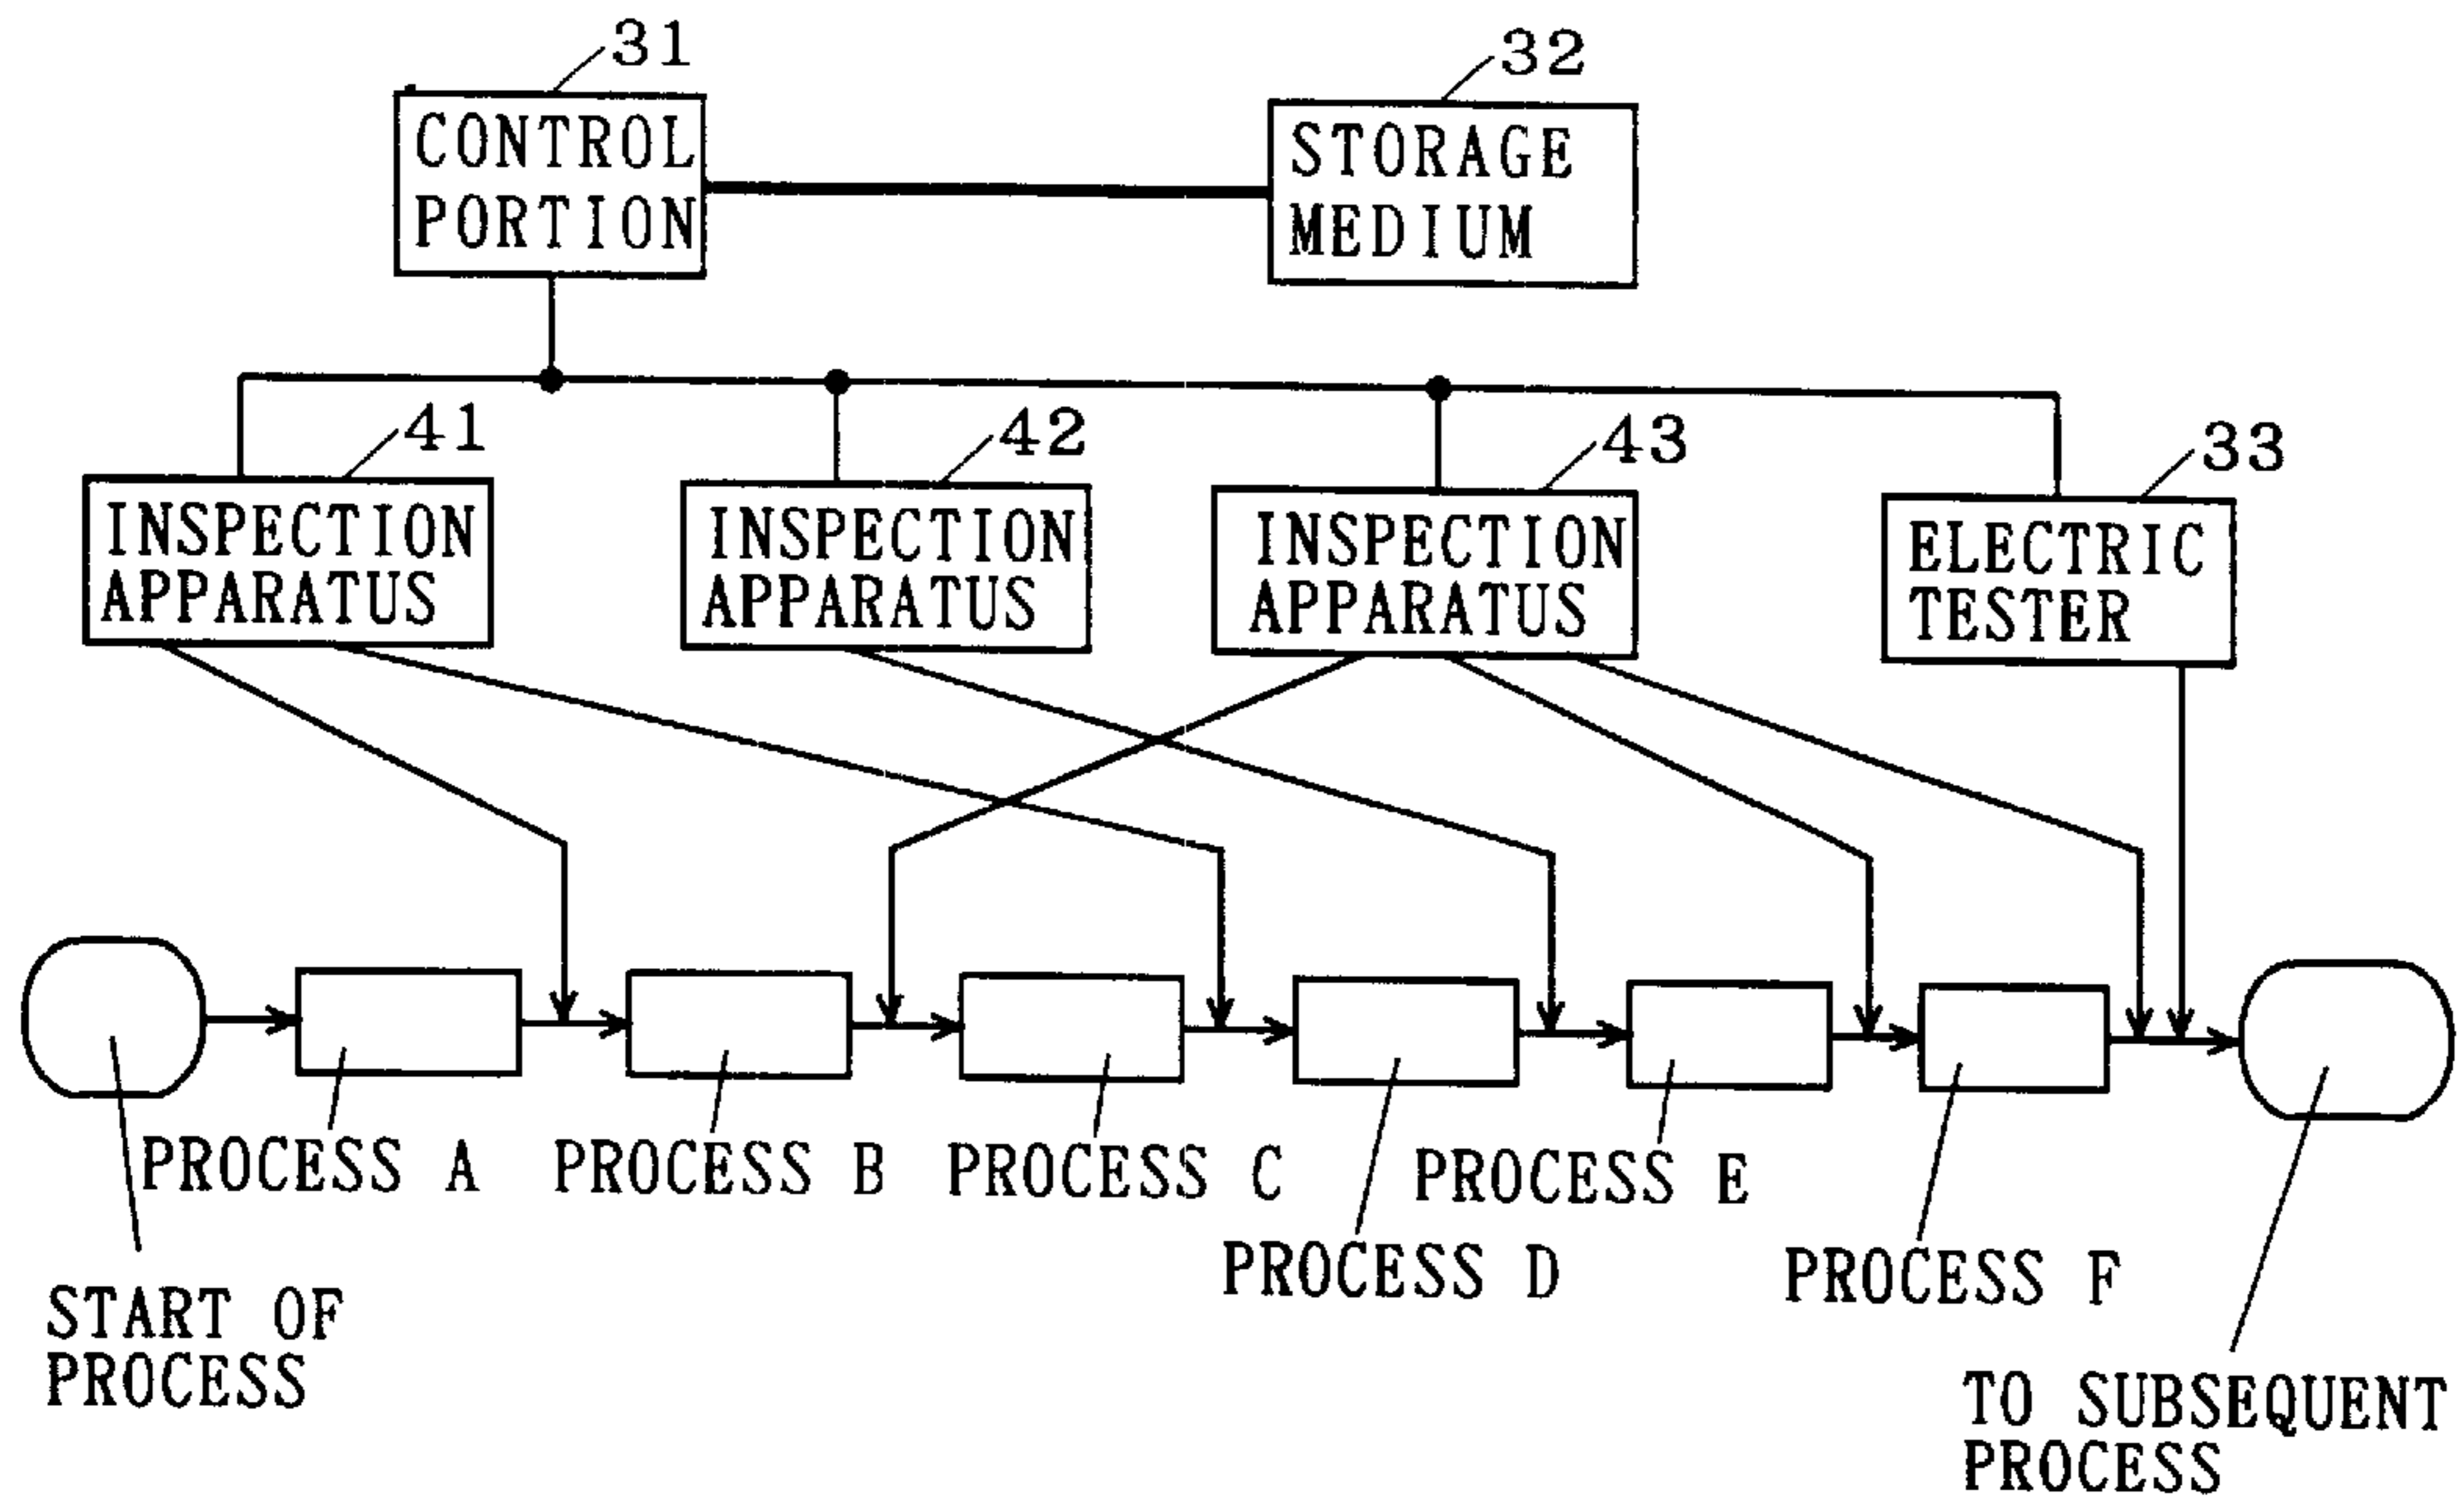 31
32
CONTROL
PORTION
STORAGE
MEDIUM
41
42
43
33
INSPECTION
APPARATUS
INSPECTION
APPARATUS
INSPECTION
APPARATUS
ELECTRIC
TESTER
PROCESS A
PROCESS B
PROCESS C
PROCESS E
PROCESS D
PROCESS F
START OF
PROCESS
TO SUBSEQUENT
PROCESS